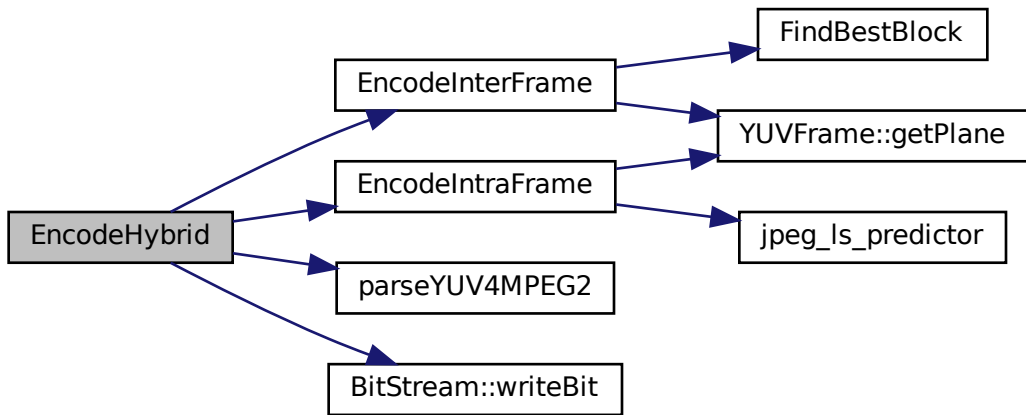 FindBestBlock
EncodeInterFrame
YUVFrame::getPlane
EncodeIntraFrame
EncodeHybrid
jpeg_ls_predictor
parseYUV4MPEG2
BitStream::writeBit